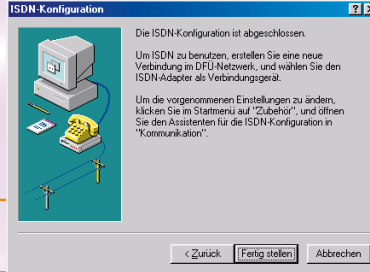 ISDN-Konfiguration
Die ISDN-Konfiguration ist abgeschlossen.
Um ISDN zu benutzen, erstellen Sie eine neue
Verbindung im DFÜ-Netzwerk, und wählen Sie den
ISDN-Adapter als Verbindungsgerät.
Um die vorgenommenen Einstellungen zu ändern,
klicken Sie im Startmenü auf "Zubehör", und öffnen
Sie den Assistenten für die ISDN-Konfiguration in
"Kommunikation".
< Zurück Fertig stellen Abbrechen